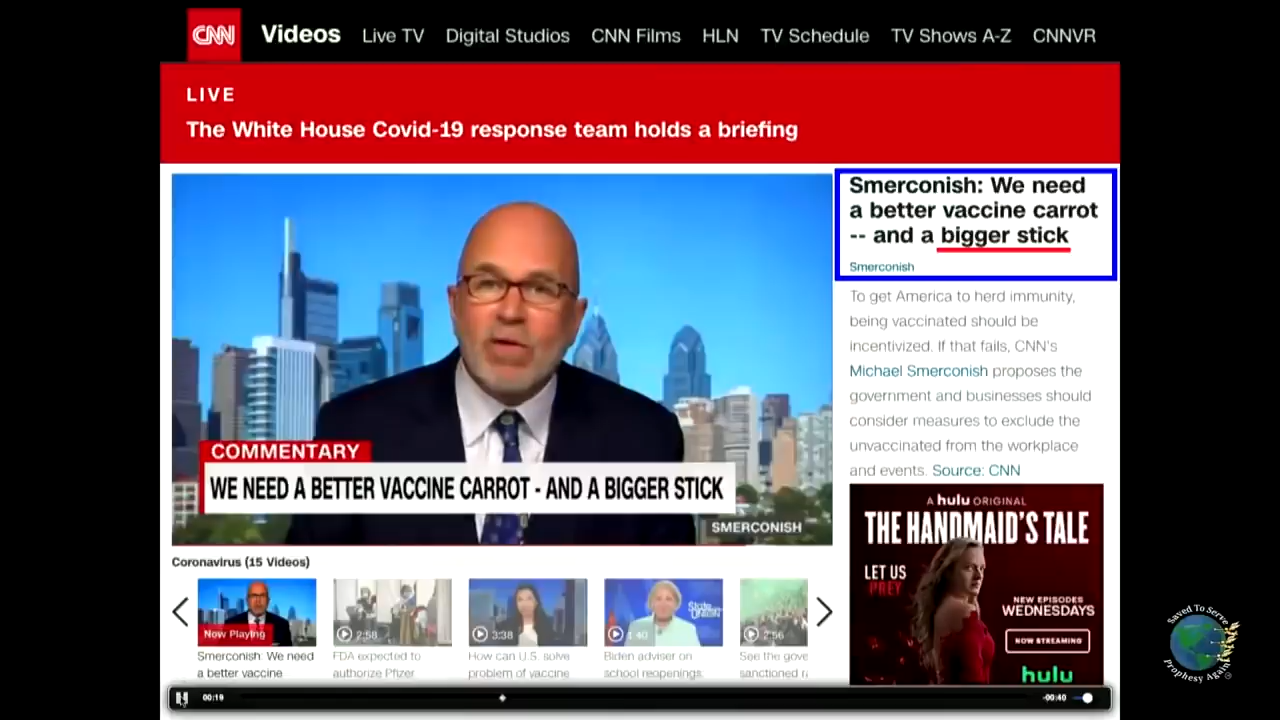 CNN Videos Live TV Digital Studios CNN Films HLN TV Schedule TV Shows A-Z CNNVR
LIVE
The White House Covid-19 response team holds a briefing
Smerconish: We need
a better vaccine carrot
-- and a bigger stick
Smerconish
To get America to herd immunity,
being vaccinated should be
incentivized. If that fails, CNN's
Michael Smerconish proposes the
government and businesses should
consider measures to exclude the
unvaccinated from the workplace
and events. Source: CNN
COMMENTARY
WE NEED A BETTER VACCINE CARROT - AND A BIGGER STICK
SMERCONISH
A hulu ORIGINAL
THE HANDMAID'S TALE
LET US
PREY
NEW EPISODES
WEDNESDAYS
NOW STREAMING
hulu
Coronavirus (15 Videos)
Now Playing
2:58
3:38
1:40
2:56
Smerconish: We need
a better vaccine
FDA expected to
authorize Pfizer
How can U.S. solve
problem of vaccine
Biden adviser on
school reopenings,
See the gove
sanctioned
00:19
-00:40
Saved To Serve
Prophesy Again